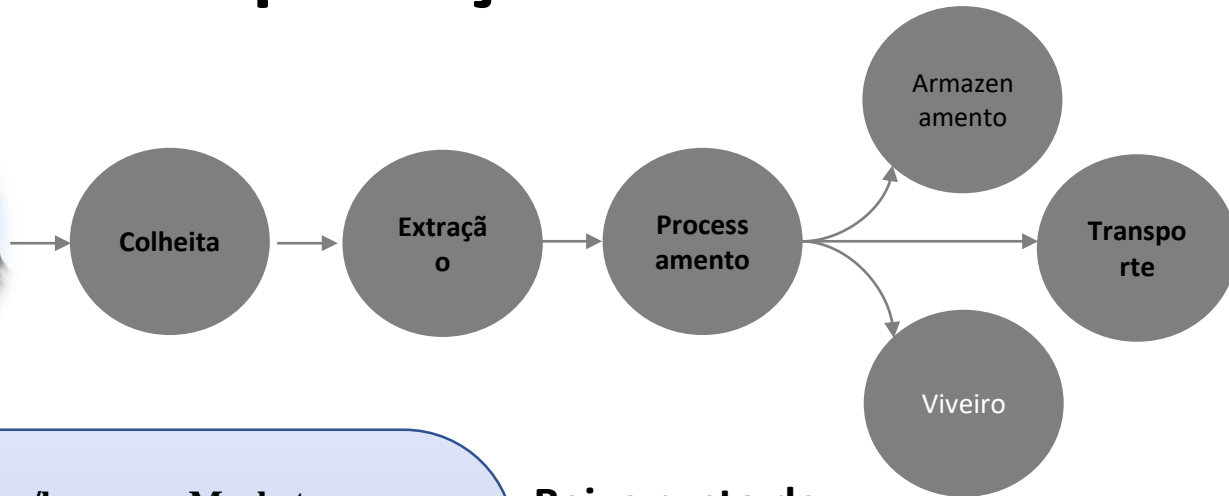 Armazen
amento
Colheita
Extraçã
o
Process
amento
Transpo
rte
Viveiro